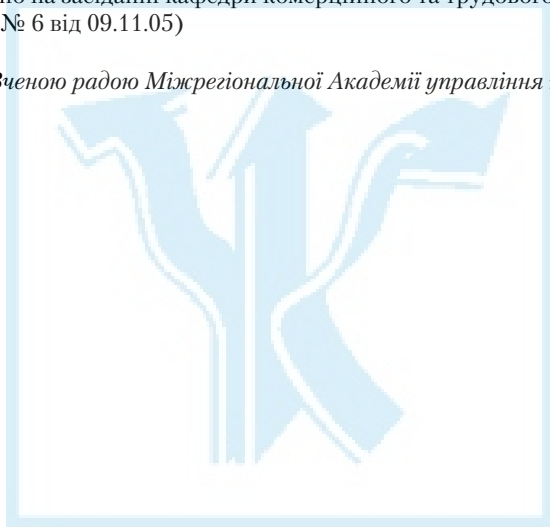 но на засіданні кафедри комерційного та трудового
№ 6 від 09.11.05)
Вченою радою Міжрегіональної Академії управління